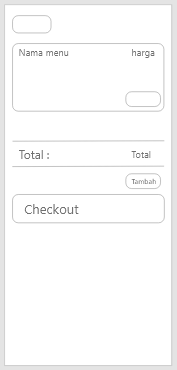 Nama menu harga
Total : Total
Tambah
Checkout